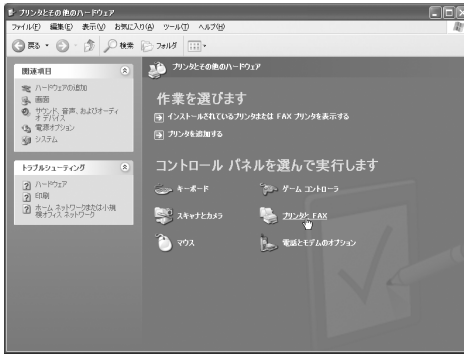 プリンタとその他のハードウェア
ファイル(F) 編集(E) 表示(V) お気に入り(A) ツール(T) ヘルプ(H)
戻る 検索 フォルダ
関連項目
ハードウェアの追加
画面
サウンド、音声、およびオーディ
オ デバイス
電源オプション
システム
トラブルシューティング
ハードウェア
印刷
ホーム ネットワークまたは小規
模オフィス ネットワーク
プリンタとその他のハードウェア
作業を選びます
インストールされているプリンタまたは FAX プリンタを表示する
プリンタを追加する
コントロール パネルを選んで実行します
キーボード
ゲーム コントローラ
スキャナとカメラ
プリンタと FAX
マウス
電話とモデムのオプション